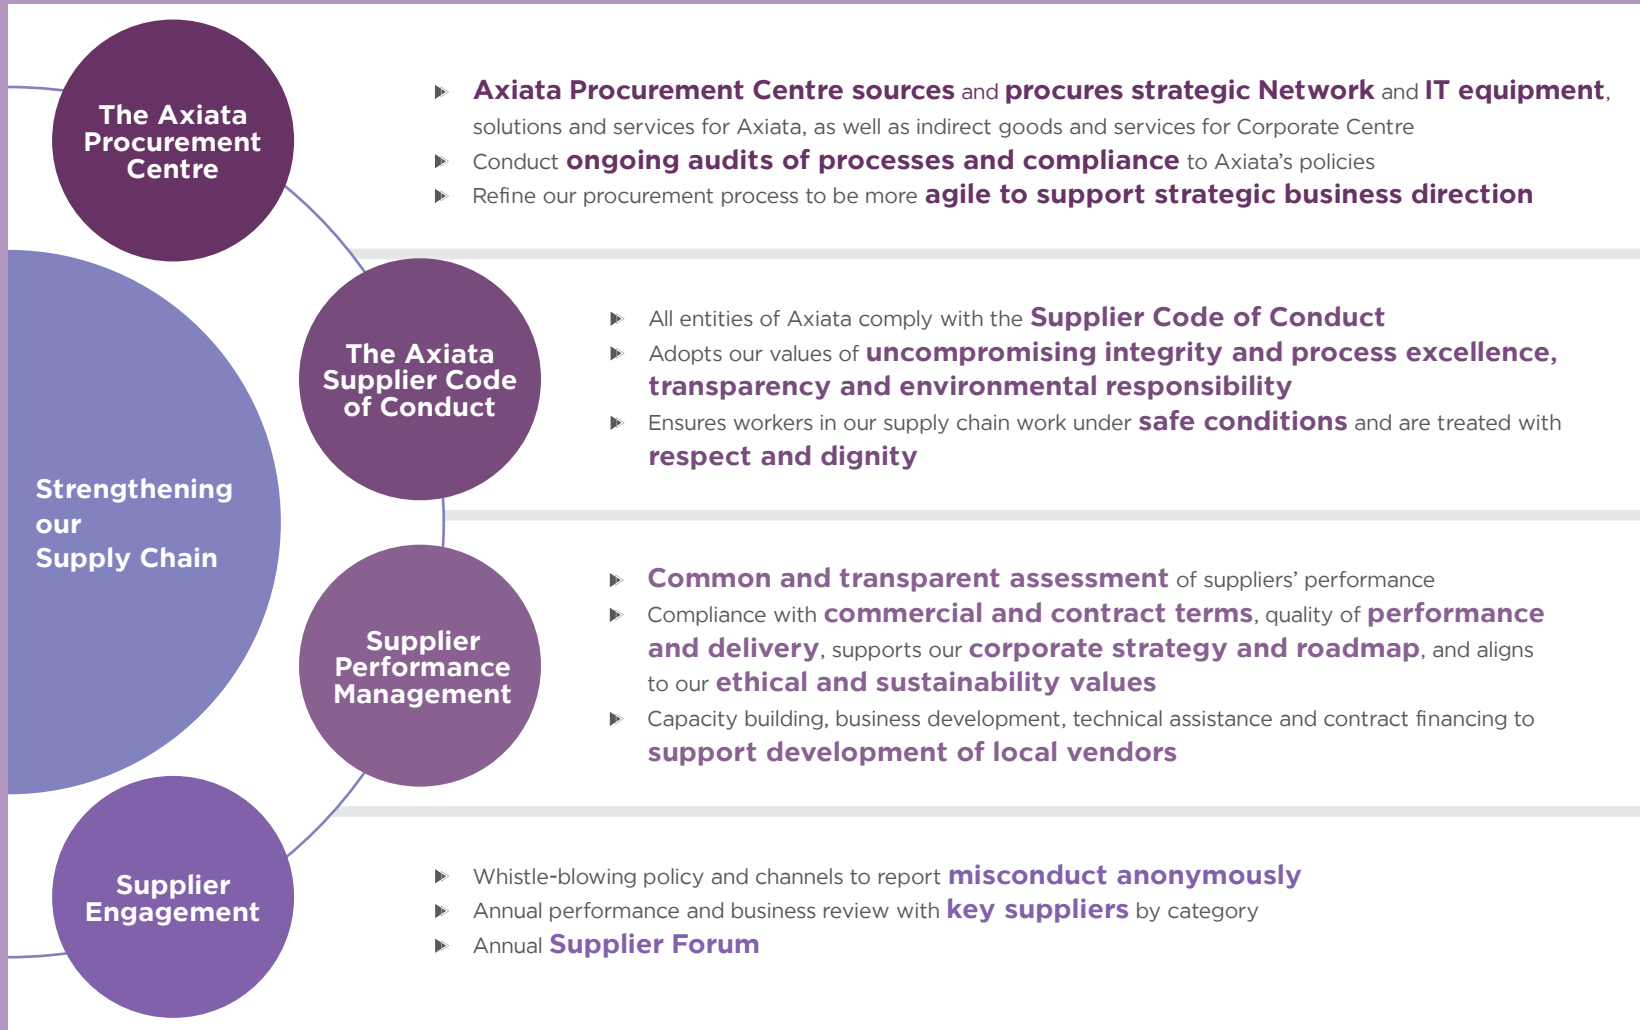 The Axiata
Procurement
Centre
Axiata Procurement Centre sources and procures strategic Network and IT equipment,
solutions and services for Axiata, as well as indirect goods and services for Corporate Centre
Conduct ongoing audits of processes and compliance to Axiata's policies
Refine our procurement process to be more agile to support strategic business direction
The Axiata
Supplier Code
of Conduct
All entities of Axiata comply with the Supplier Code of Conduct
Adopts our values of uncompromising integrity and process excellence,
transparency and environmental responsibility
Ensures workers in our supply chain work under safe conditions and are treated with
respect and dignity
Strengthening
our
Supply Chain
Supplier
Performance
Management
Common and transparent assessment of suppliers' performance
Compliance with commercial and contract terms, quality of performance
and delivery, supports our corporate strategy and roadmap, and aligns
to our ethical and sustainability values
Capacity building, business development, technical assistance and contract financing to
support development of local vendors
Supplier
Engagement
Whistle-blowing policy and channels to report misconduct anonymously
Annual performance and business review with key suppliers by category
Annual Supplier Forum